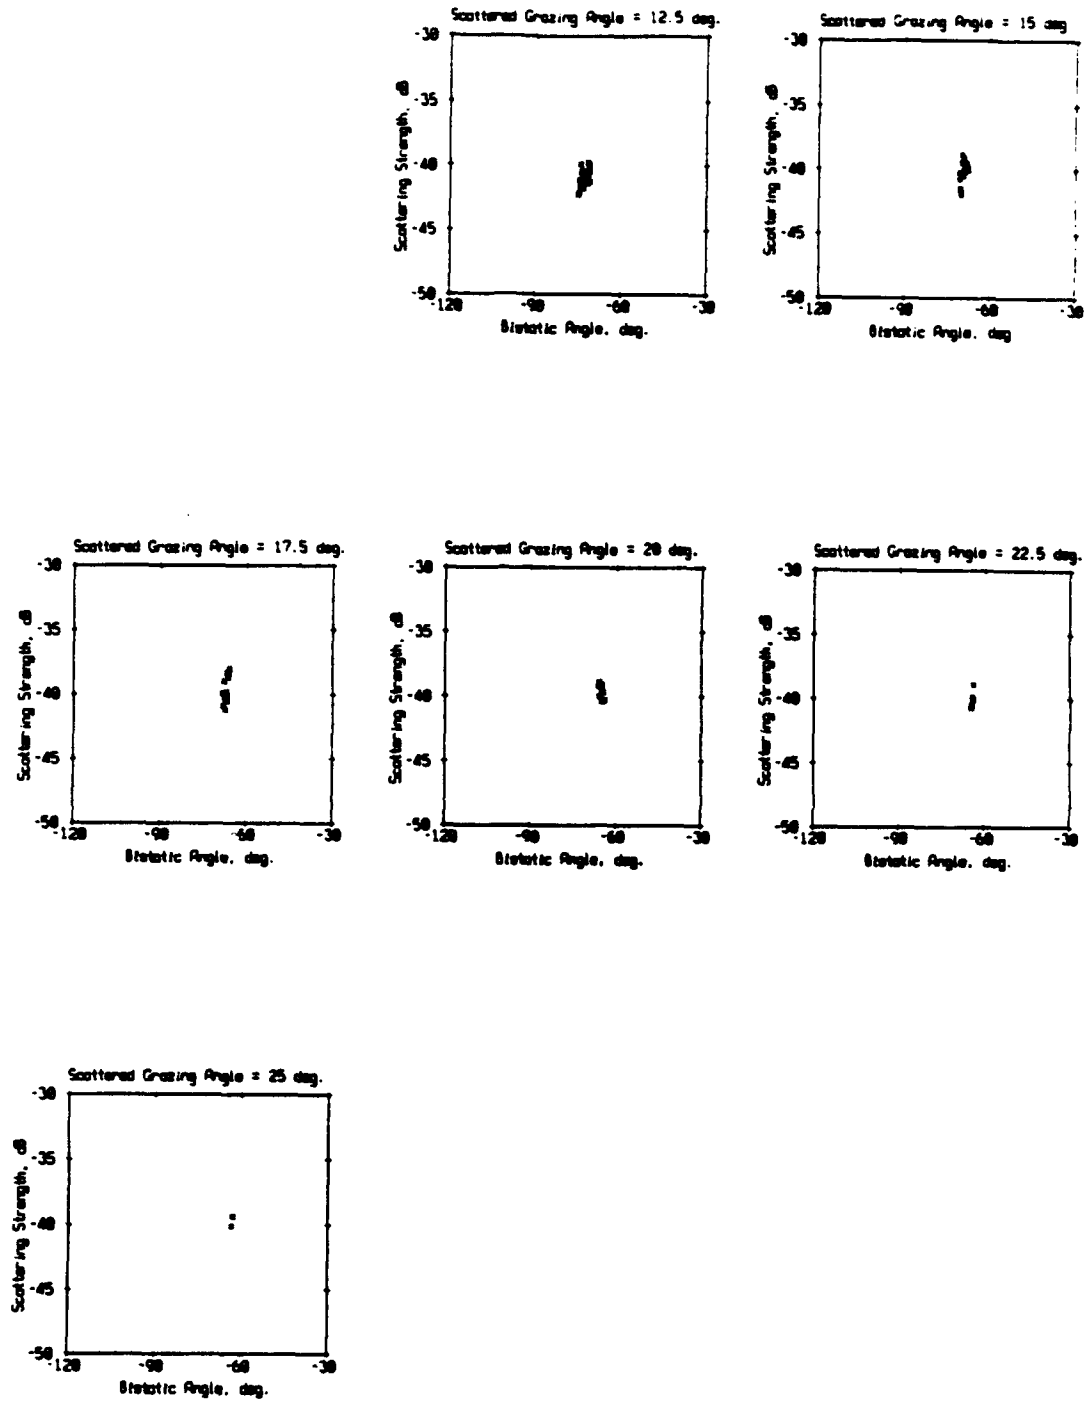 Scattered Grazing Angle = 12.5 deg.
-30
-35
-40
-45
-50
Scattering Strength, dB
-120 -90 -60 -30
Bistatic Angle, deg.
Scattered Grazing Angle = 15 deg
-30
-35
-40
-45
-50
Scattering Strength, dB
-120 -90 -60 -30
Bistatic Angle, deg
Scattered Grazing Angle = 17.5 deg.
-30
-35
-40
-45
-50
Scattering Strength, dB
-120 -90 -60 -30
Bistatic Angle, deg.
Scattered Grazing Angle = 20 deg.
-30
-35
-40
-45
-50
Scattering Strength, dB
-120 -90 -60 -30
Bistatic Angle, deg.
Scattered Grazing Angle = 22.5 deg.
-30
-35
-40
-45
-50
Scattering Strength, dB
-120 -90 -60 -30
Bistatic Angle, deg.
Scattered Grazing Angle = 25 deg.
-30
-35
-40
-45
-50
Scattering Strength, dB
-120 -90 -60 -30
Bistatic Angle, deg.